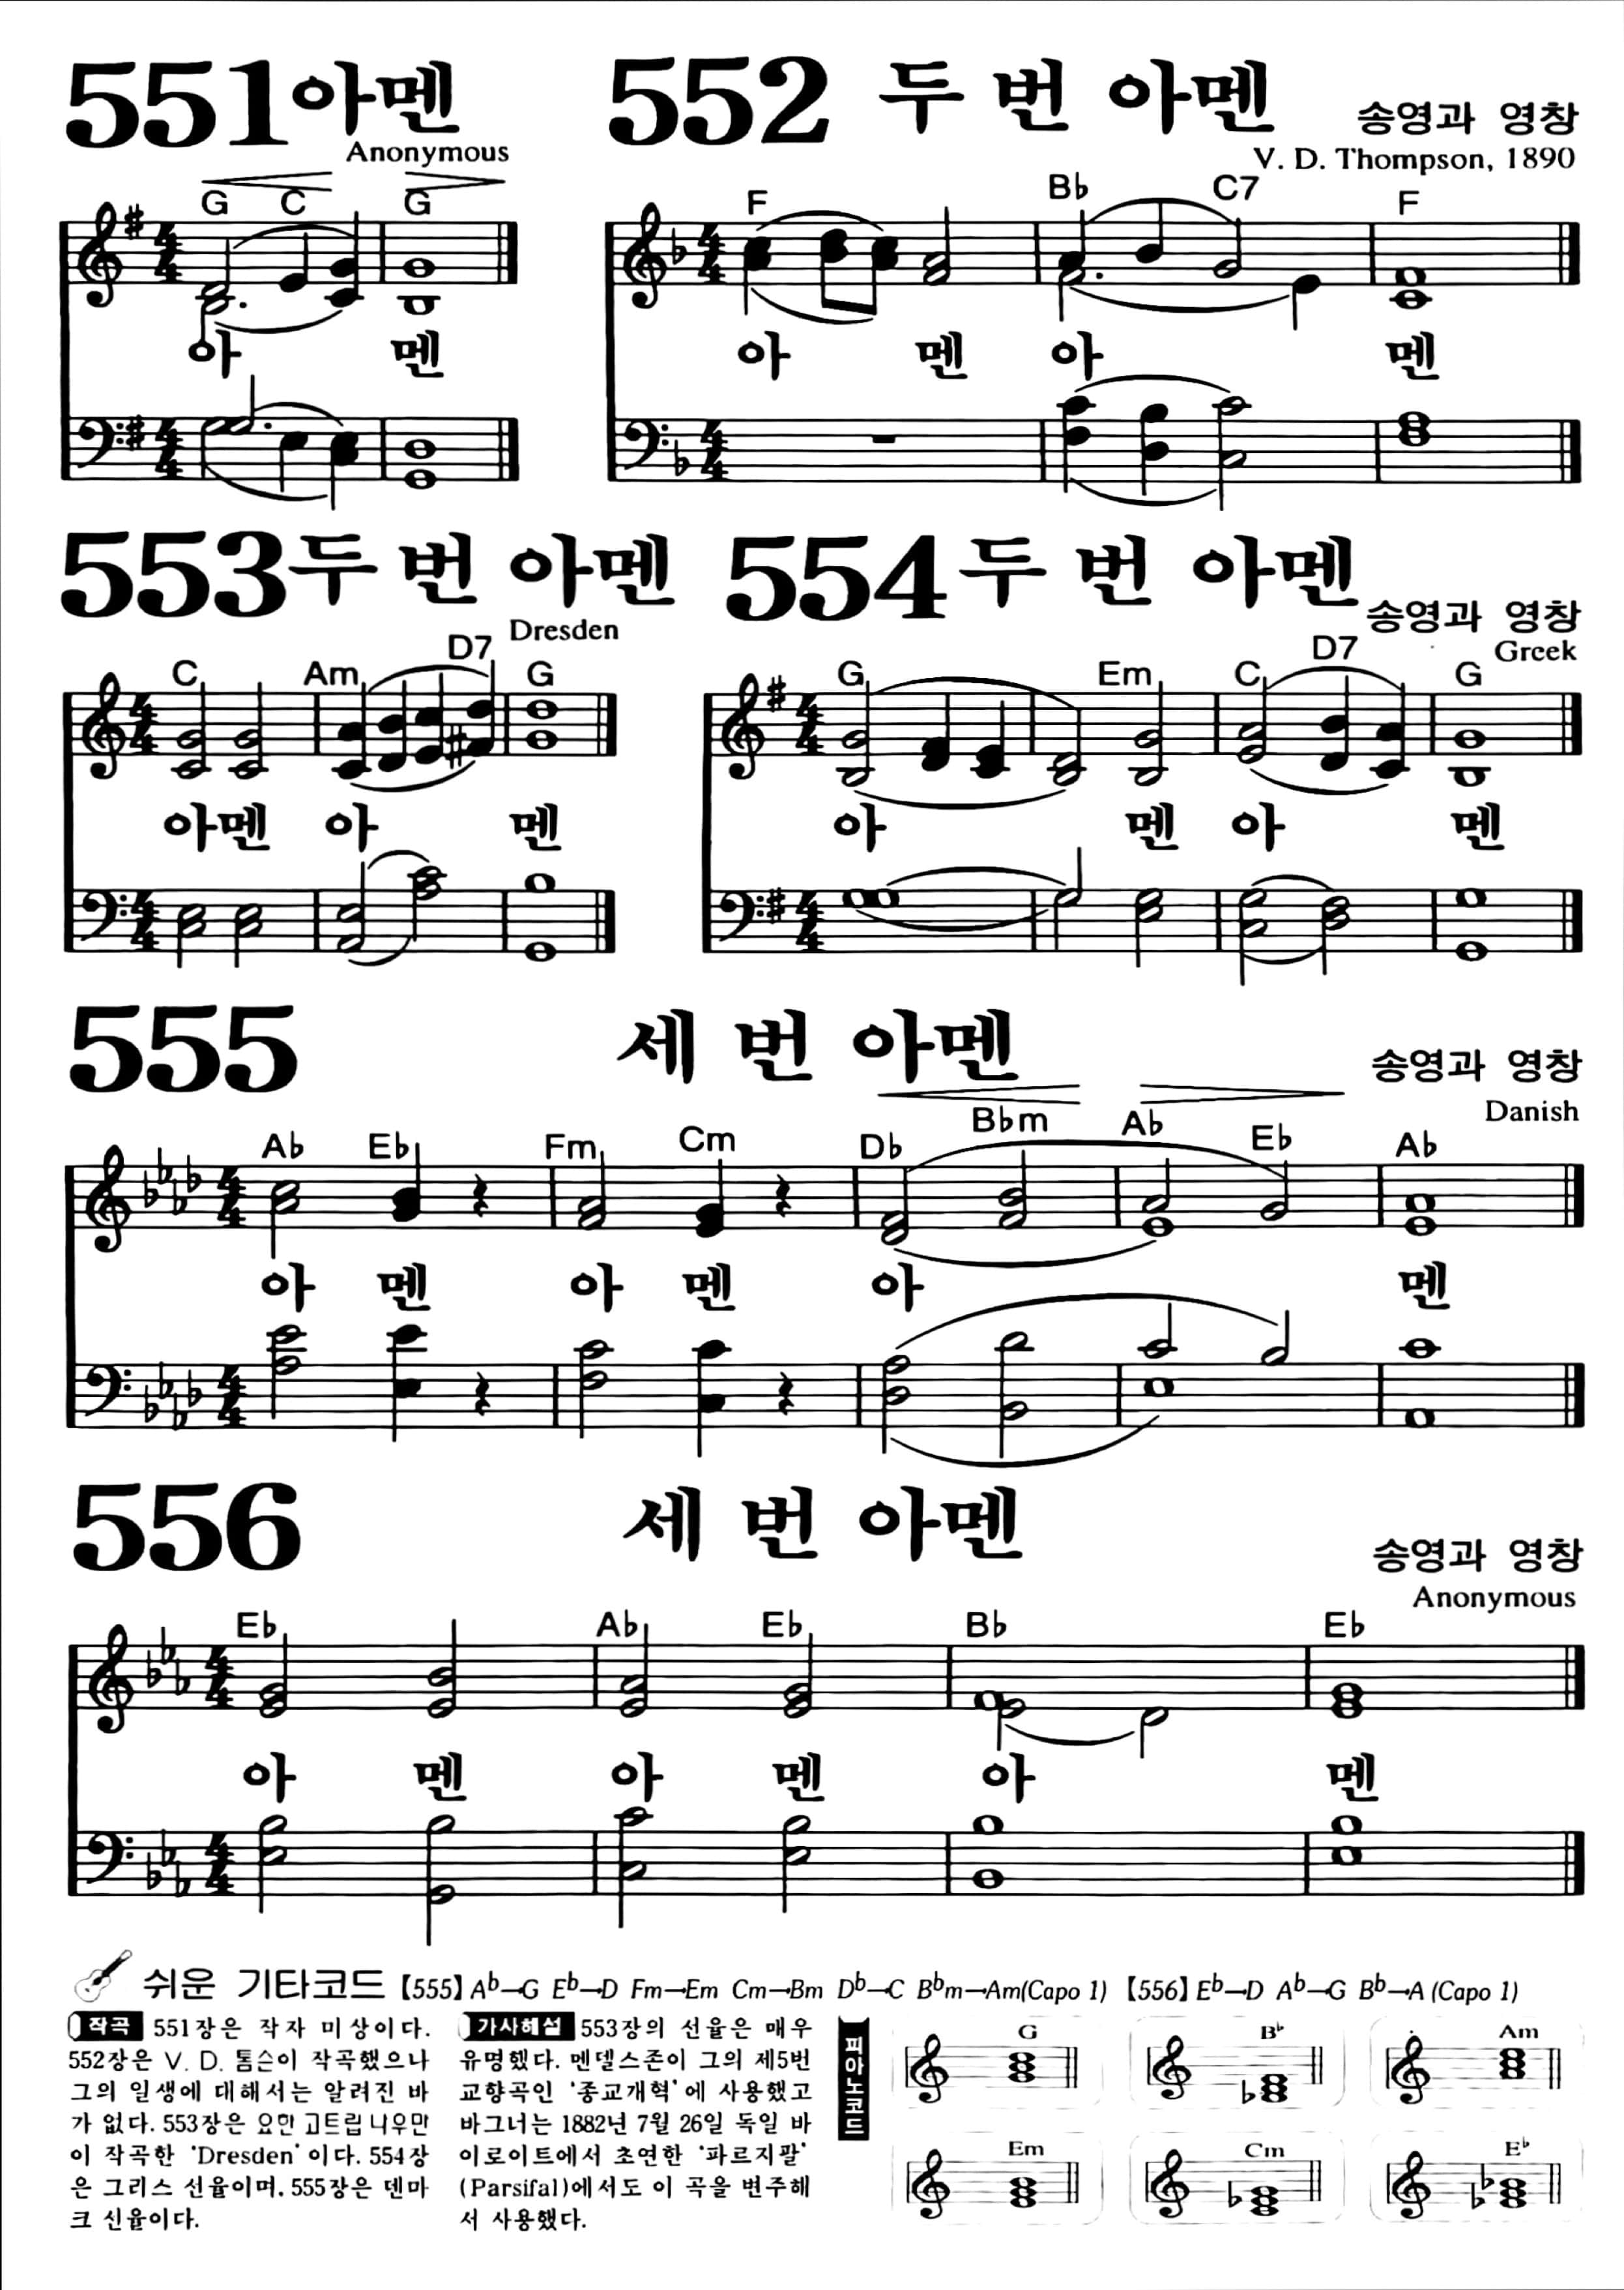 551 아멘
Anonymous
G C G
아 멘
552 두 번 아멘
송영과 영창
V. D. Thompson, 1890
F B♭ C7 F
아 멘 아 멘
553 두 번 아멘
Dresden
C Am D7 G
아멘 아 멘
554 두 번 아멘
송영과 영창
Greek
G Em C D7 G
아 멘 아 멘
555 세 번 아멘
송영과 영창
Danish
A♭ E♭ Fm Cm D♭ B♭m A♭ E♭ A♭
아 멘 아 멘 아 멘
556 세 번 아멘
송영과 영창
Anonymous
E♭ A♭ E♭ B♭ E♭
아 멘 아 멘 아 멘
쉬운 기타코드 【555】A♭→G E♭→D Fm→Em Cm→Bm D♭→C B♭m→Am(Capo 1) 【556】E♭→D A♭→G B♭→A (Capo 1)
작곡 551장은 작자 미상이다.
552장은 V. D. 톰슨이 작곡했으나
그의 일생에 대해서는 알려진 바
가 없다. 553장은 요한 고트립 나우만
이 작곡한 'Dresden'이다. 554장
은 그리스 선율이며, 555장은 덴마
크 선율이다.
가사해설 553장의 선율은 매우
유명했다. 멘델스존이 그의 제5번
교향곡인 '종교개혁'에 사용했고
바그너는 1882년 7월 26일 독일 바
이로이트에서 초연한 '파르지팔'
(Parsifal)에서도 이 곡을 변주해
서 사용했다.
피아노코드
G B♭ Am
Em Cm E♭